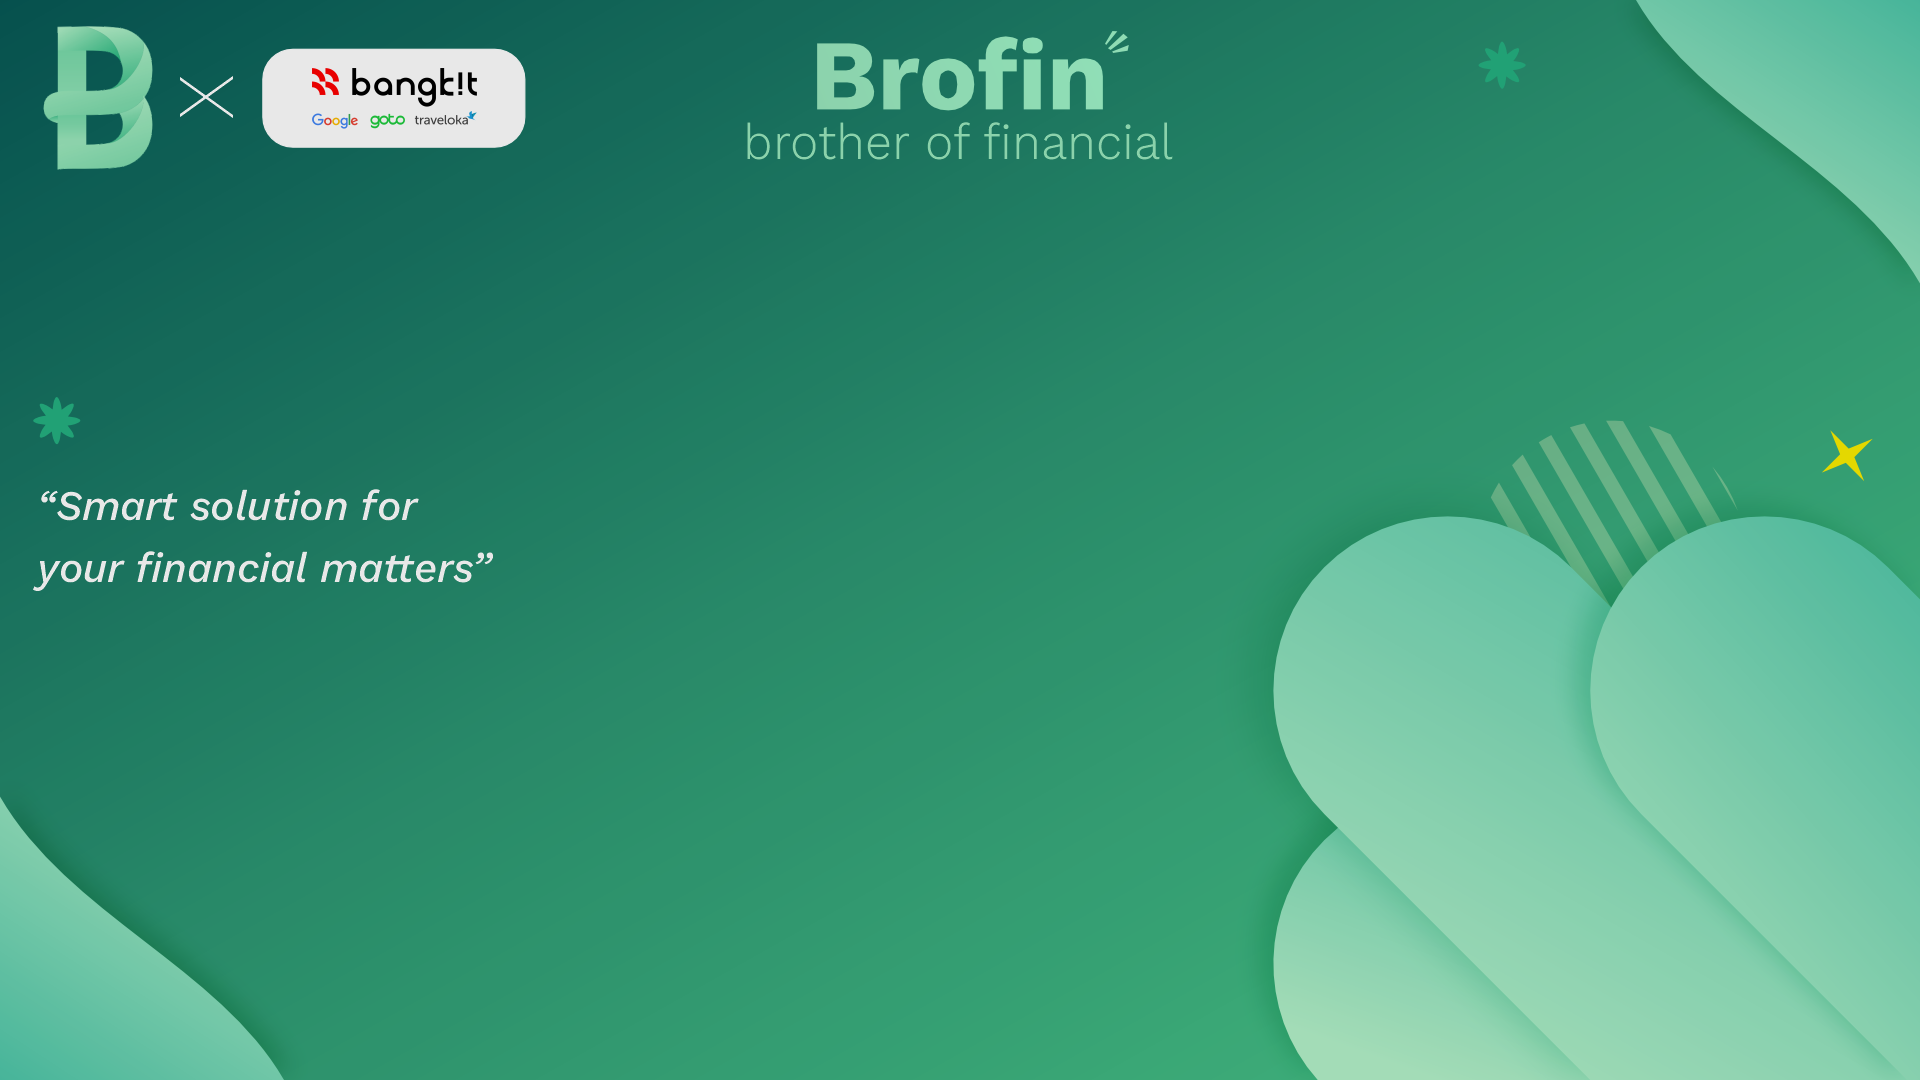 bangk!t
Google goto traveloka
Brofin
brother of financial
“Smart solution for
your financial matters”